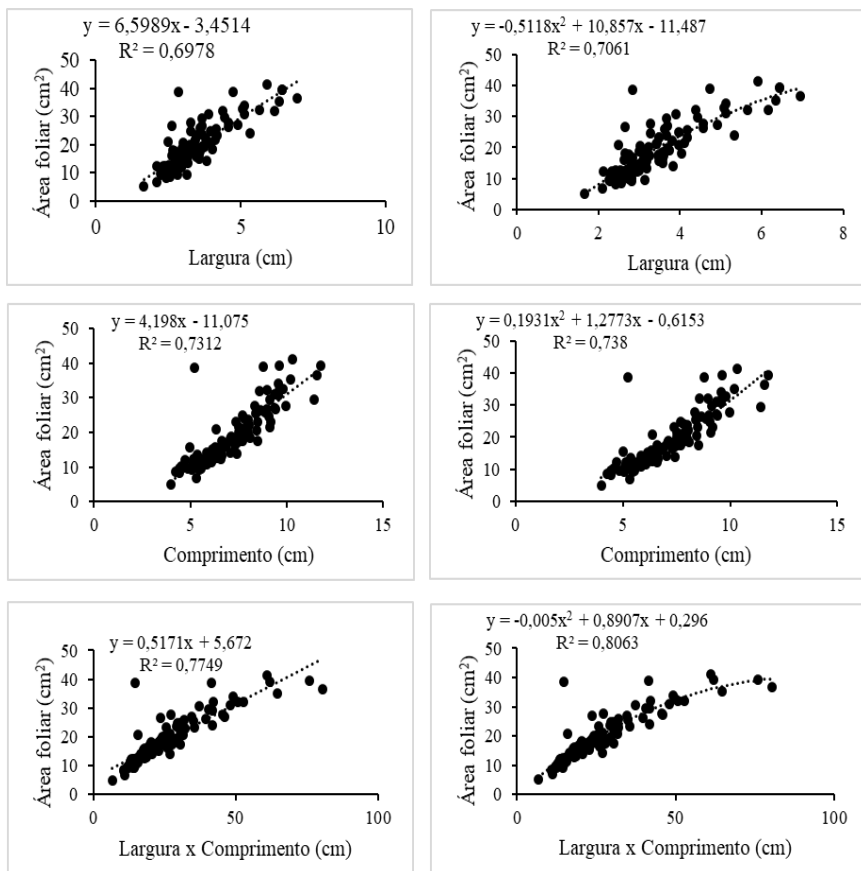 y = 6,5989x - 3,4514
R² = 0,6978
50
40
30
20
10
0
0 5 10
Área foliar (cm²)
Largura (cm)
y = -0,5118x² + 10,857x - 11,487
R² = 0,7061
50
40
30
20
10
0
0 2 4 6 8
Área foliar (cm²)
Largura (cm)
y = 4,198x - 11,075
R² = 0,7312
50
40
30
20
10
0
0 5 10 15
Área foliar (cm²)
Comprimento (cm)
y = 0,1931x² + 1,2773x - 0,6153
R² = 0,738
50
40
30
20
10
0
0 5 10 15
Área foliar (cm²)
Comprimento (cm)
y = 0,5171x + 5,672
R² = 0,7749
50
40
30
20
10
0
0 50 100
Área foliar (cm²)
Largura x Comprimento (cm)
y = -0,005x² + 0,8907x + 0,296
R² = 0,8063
50
40
30
20
10
0
0 50 100
Área foliar (cm²)
Largura x Comprimento (cm)